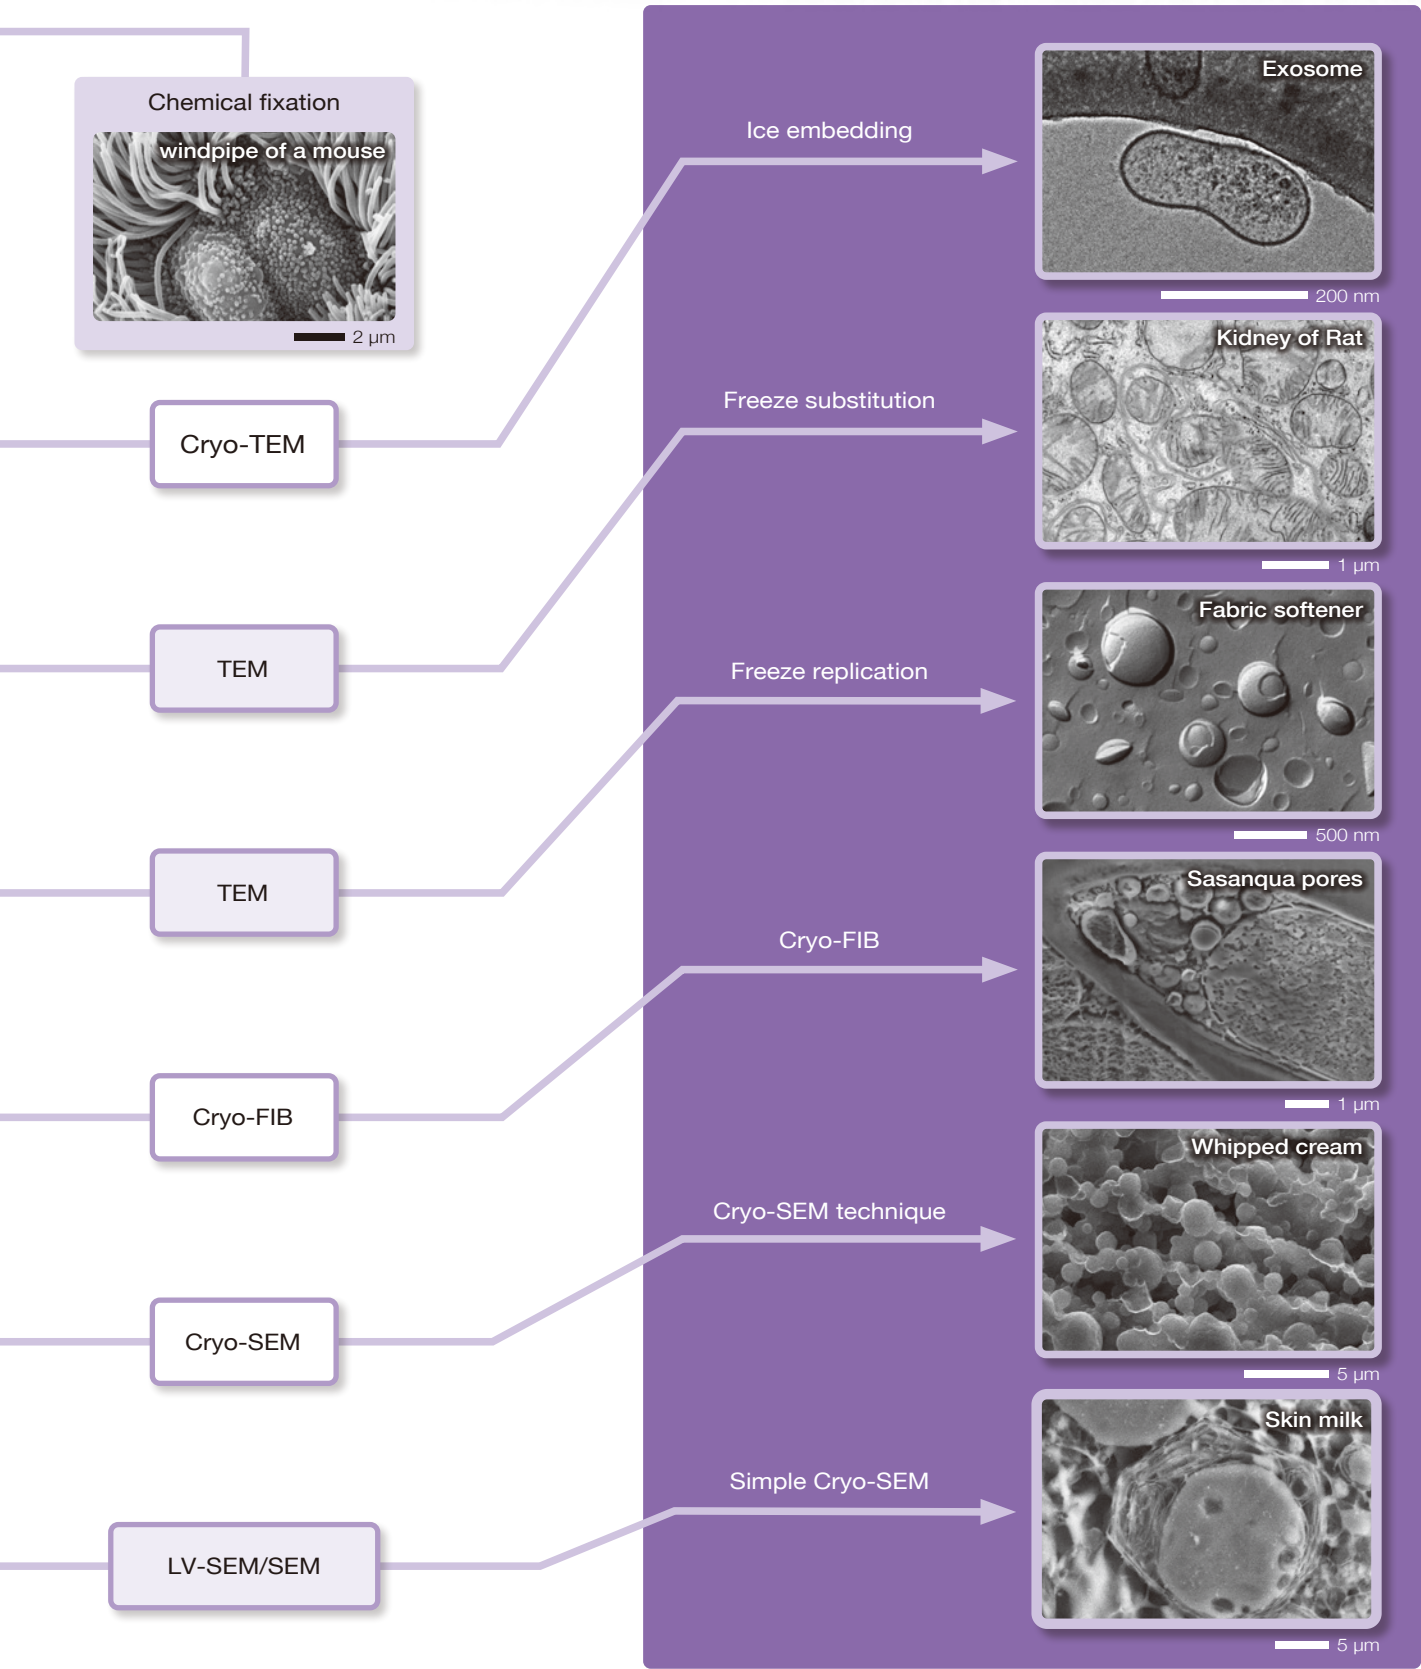 Chemical fixation
windpipe of a mouse
2 µm
Cryo-TEM
Ice embedding
Exosome
200 nm
TEM
Freeze substitution
Kidney of Rat
1 µm
TEM
Freeze replication
Fabric softener
500 nm
Cryo-FIB
Cryo-FIB
Sasanqua pores
1 µm
Cryo-SEM
Cryo-SEM technique
Whipped cream
5 µm
LV-SEM/SEM
Simple Cryo-SEM
Skin milk
5 µm